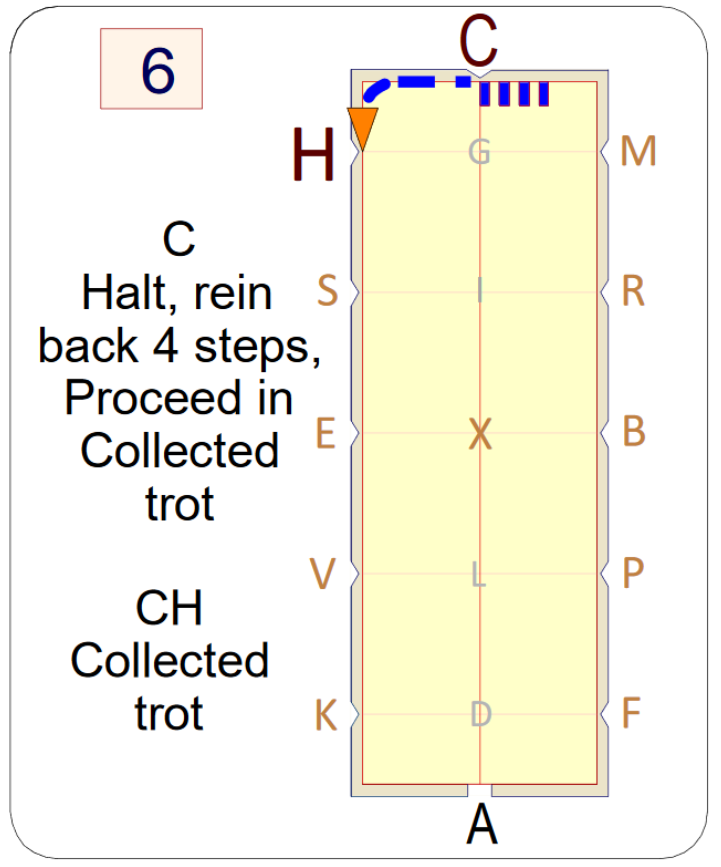 6
C
Halt, rein
back 4 steps,
Proceed in
Collected
trot
CH
Collected
trot
C
H
G
M
S
I
R
E
X
B
V
L
P
K
D
F
A